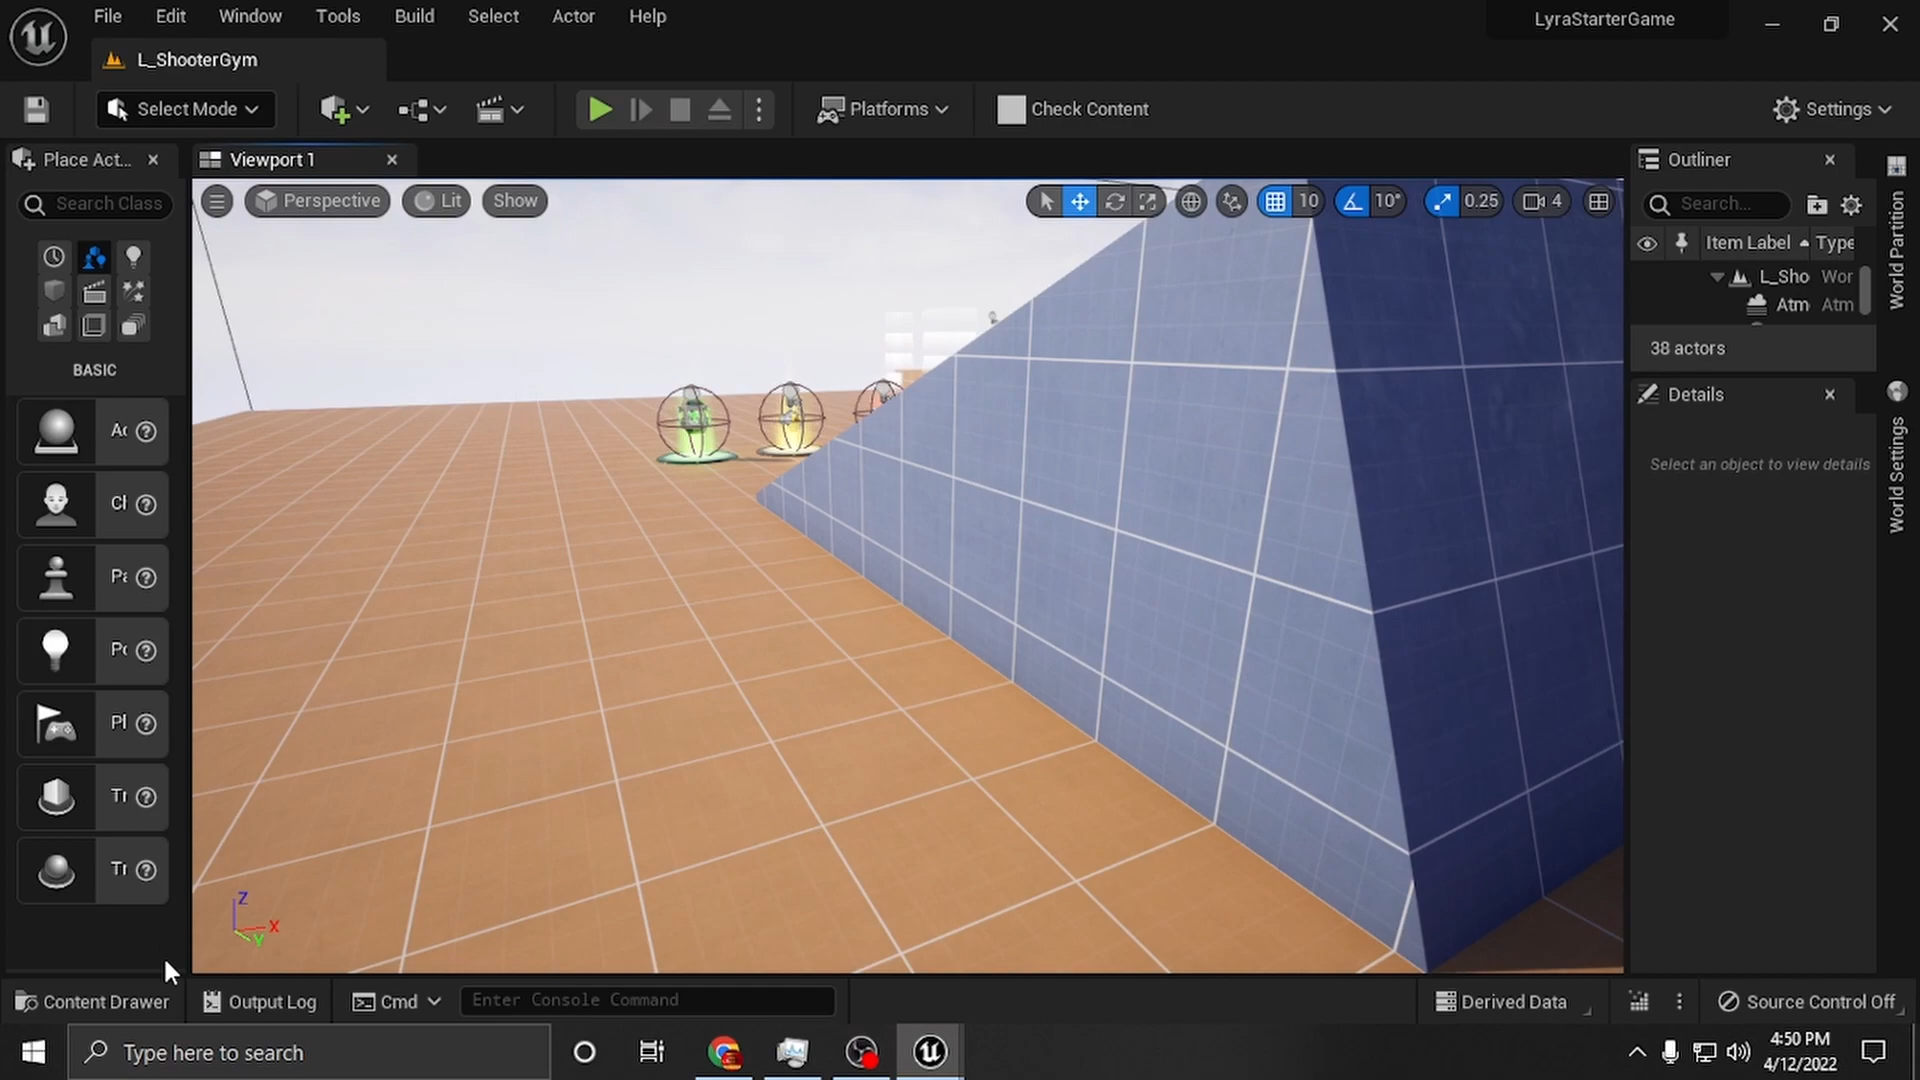 File Edit Window Tools Build Select Actor Help
LyraStarterGame
L_ShooterGym
Select Mode
Platforms
Check Content
Settings
Place Act...
Viewport 1
Outliner
Search Class
Perspective
Lit
Show
10
10°
0.25
4
Search...
Item Label
Type
L_Sho Wor
Atm Atm
38 actors
World Partition
BASIC
Details
Select an object to view details
World Settings
Ac
Cl
Pa
Po
Pl
Tr
Tr
Z
X
Y
Content Drawer
Output Log
Cmd
Enter Console Command
Derived Data
Source Control Off
Type here to search
4:50 PM
4/12/2022